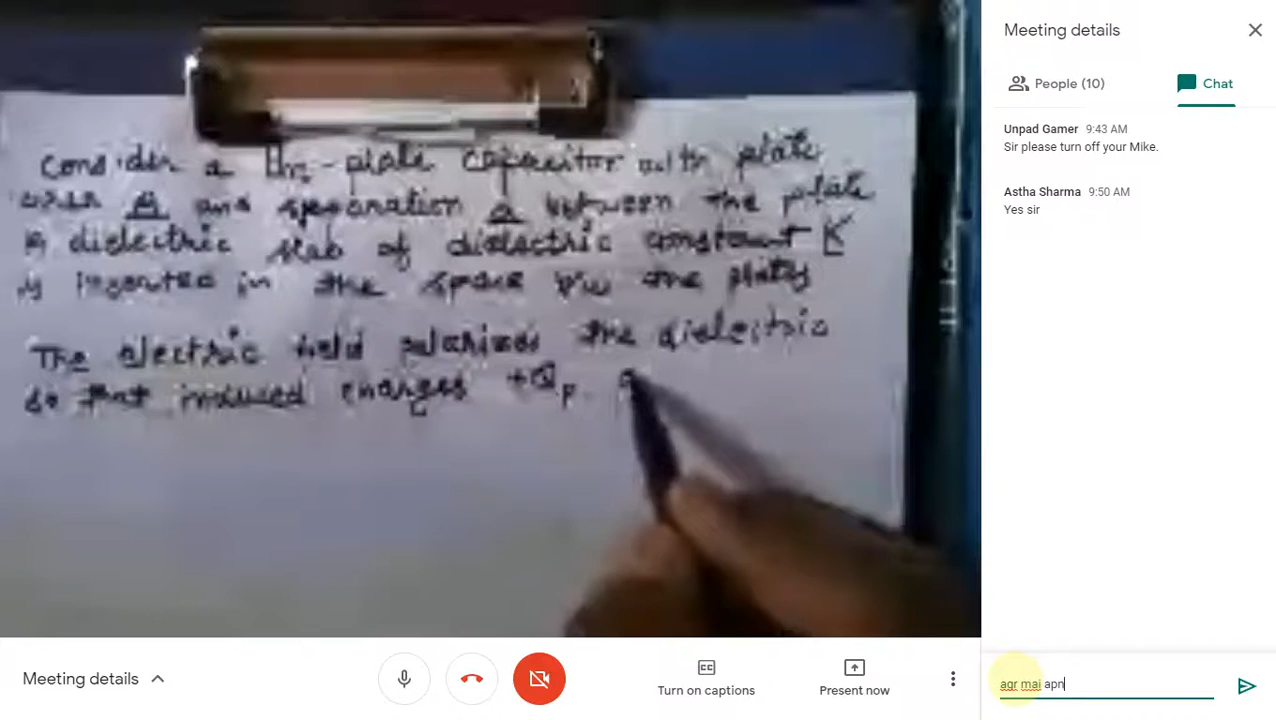 Consider a the-plate capacitor with plate
area A and separation d between the plate
A dielectric slab of dielectric constant K
is inserted in the space b/w the plates
The electric field polarizes the dielectric
so that induced charges +Qp
Meeting details
People (10)
Chat
Unpad Gamer 9:43 AM
Sir please turn off your Mike.
Astha Sharma 9:50 AM
Yes sir
agr mai apn
Meeting details
Turn on captions
Present now